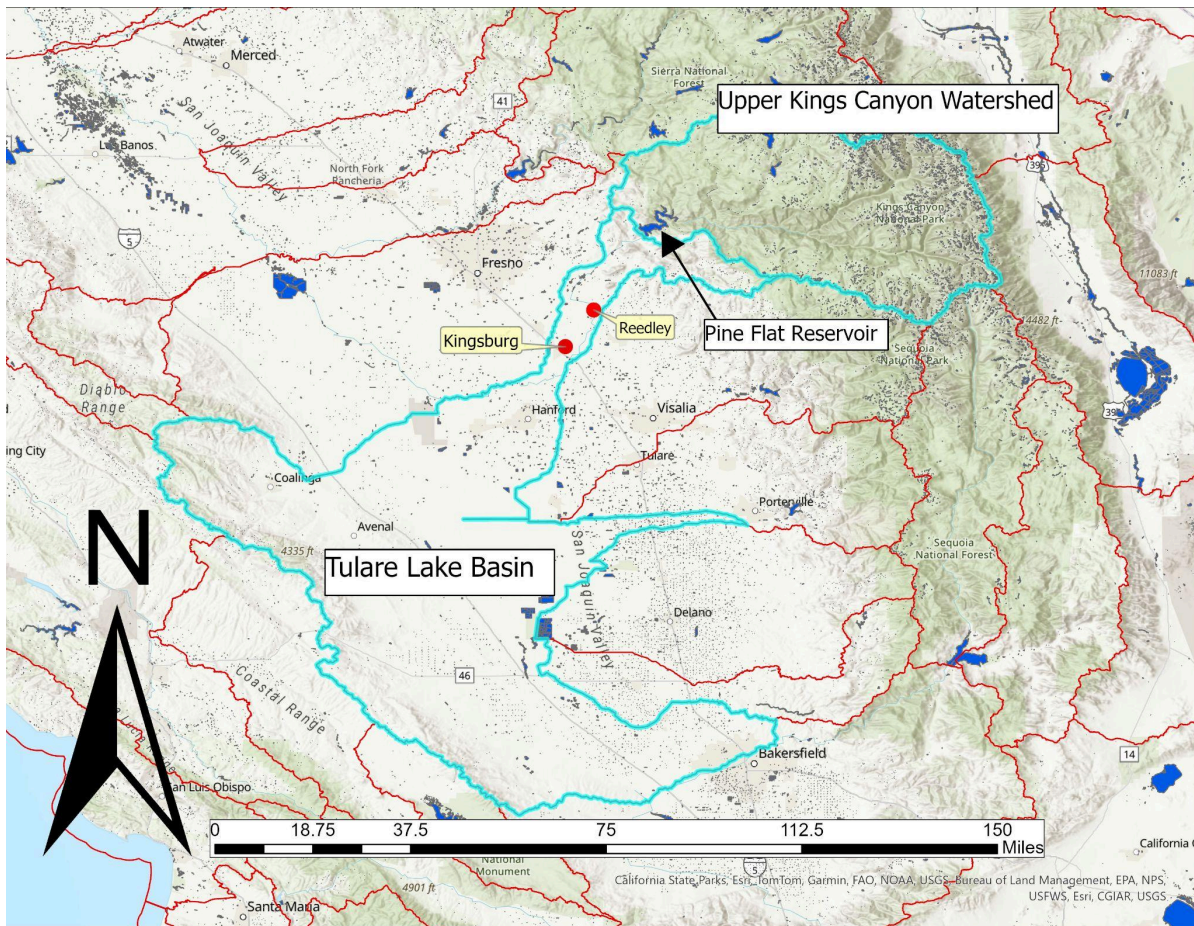 Atwater
Merced
Sierra National
Forest
41
Upper Kings Canyon Watershed
San Joaquin Valley
Los Banos
North Fork
Rancheria
395
Kings Canyon
National Park
5
Fresno
11083 ft
Reedley
Kingsburg
Pine Flat Reservoir
14482 ft
Sequoia
National Park
Diablo
Range
Hanford
Visalia
39
ing City
Tulare
Coalinga
Porterville
Avenal
N
4335 ft
San Joaquin Valley
Sequoia
National Forest
Tulare Lake Basin
Delano
46
Coastal Range
Bakersfield
14
San Luis Obispo
0 18.75 37.5 75 112.5 150
Miles
California C
National
Monument
5
California State Parks, Esri, TomTom, Garmin, FAO, NOAA, USGS, Bureau of Land Management, EPA, NPS,
USFWS, Esri, CGIAR, USGS
4901 ft
Santa Maria